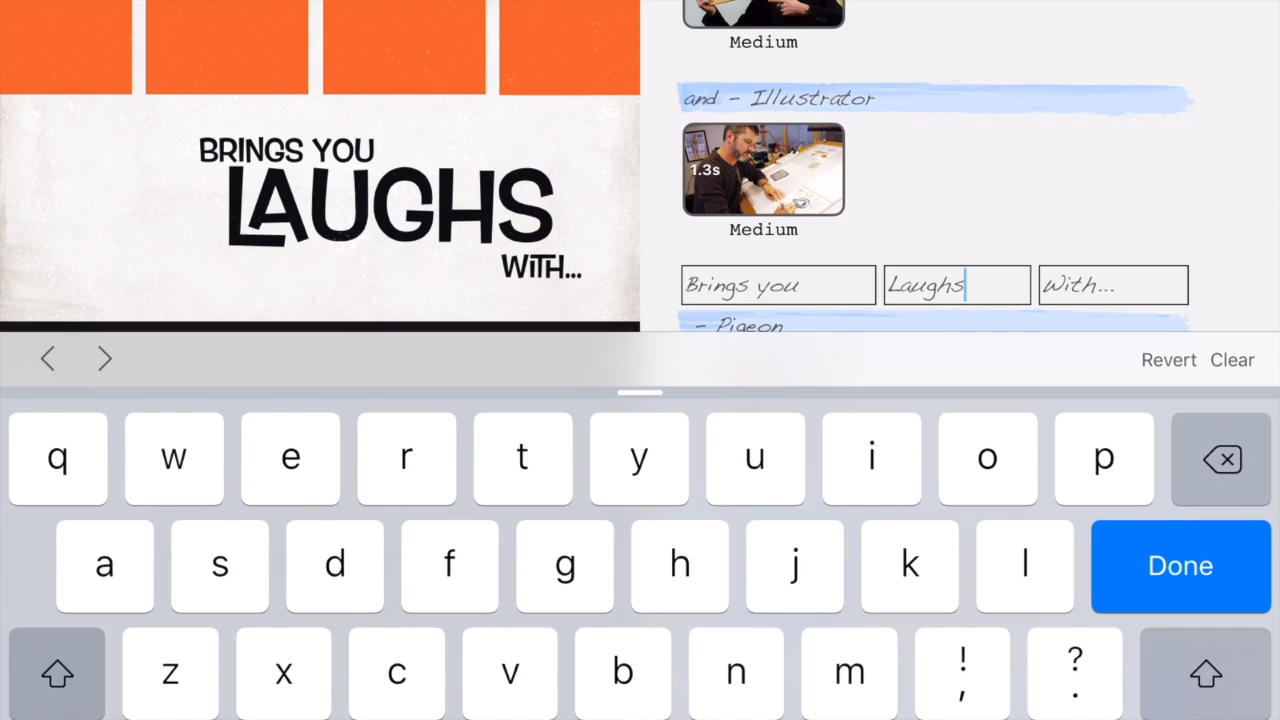 BRINGS YOU
LAUGHS
WITH...
Medium
and - Illustrator
1.3s
Medium
Brings you Laughs With...
- Pigeon
Revert Clear
q w e r t y u i o p
a s d f g h j k l Done
z x c v b n m ! , ? .